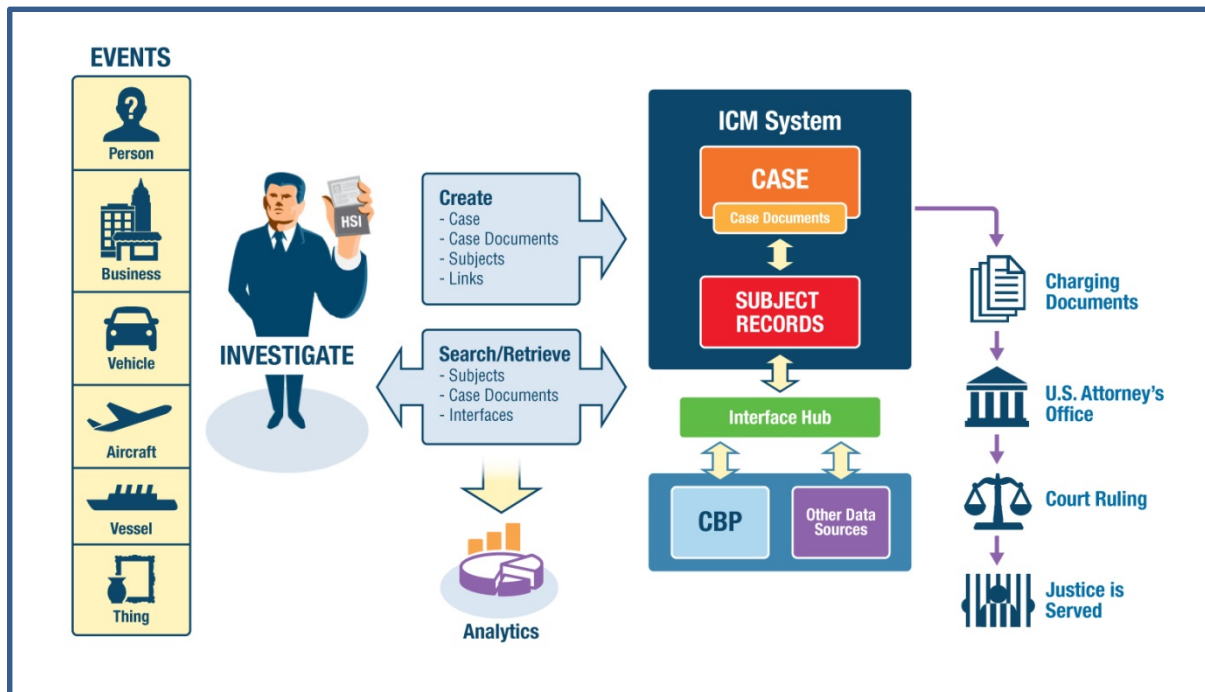 EVENTS
Person
Business
Vehicle
Aircraft
Vessel
Thing
HSI
INVESTIGATE
Create
- Case
- Case Documents
- Subjects
- Links
Search/Retrieve
- Subjects
- Case Documents
- Interfaces
Analytics
ICM System
CASE
Case Documents
SUBJECT
RECORDS
Interface Hub
CBP
Other Data
Sources
Charging
Documents
U.S. Attorney's
Office
Court Ruling
Justice is
Served